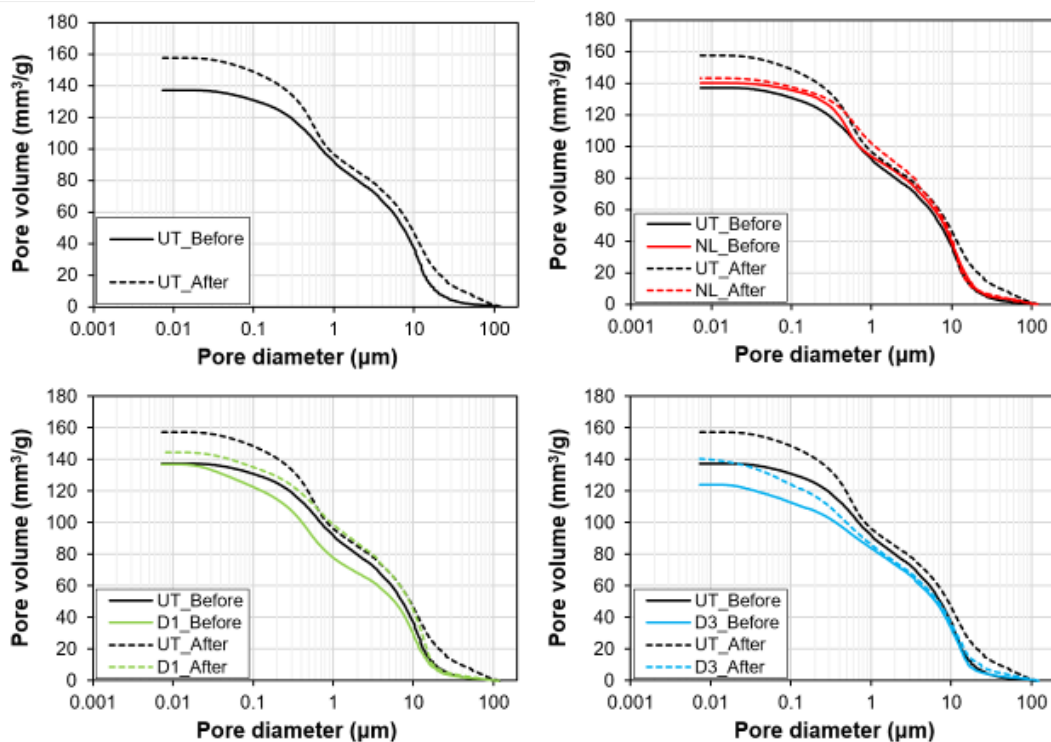 180
160
140
120
100
80
60
40
20
0
Pore volume (mm³/g)
UT_Before
UT_After
0.001 0.01 0.1 1 10 100
Pore diameter (µm)
180
160
140
120
100
80
60
40
20
0
Pore volume (mm³/g)
UT_Before
NL_Before
UT_After
NL_After
0.001 0.01 0.1 1 10 100
Pore diameter (µm)
180
160
140
120
100
80
60
40
20
0
Pore volume (mm³/g)
UT_Before
D1_Before
UT_After
D1_After
0.001 0.01 0.1 1 10 100
Pore diameter (µm)
180
160
140
120
100
80
60
40
20
0
Pore volume (mm³/g)
UT_Before
D3_Before
UT_After
D3_After
0.001 0.01 0.1 1 10 100
Pore diameter (µm)